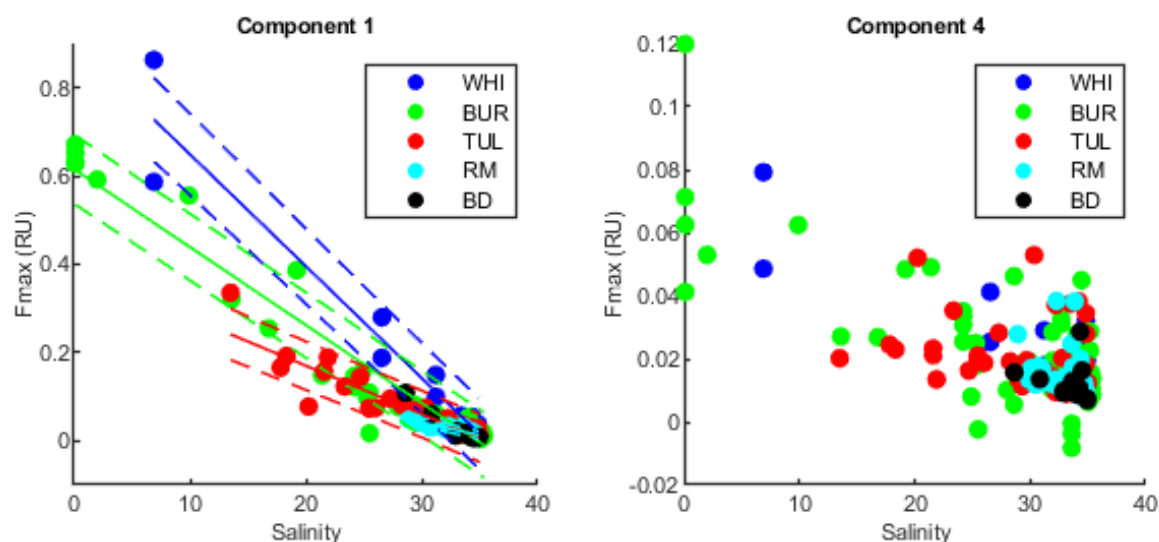 Component 1
0.8
0.6
0.4
0.2
0
Fmax (RU)
0
10
20
30
40
Salinity
WHI
BUR
TUL
RM
BD
Component 4
0.12
0.1
0.08
0.06
0.04
0.02
0
-0.02
Fmax (RU)
0
10
20
30
40
Salinity
WHI
BUR
TUL
RM
BD